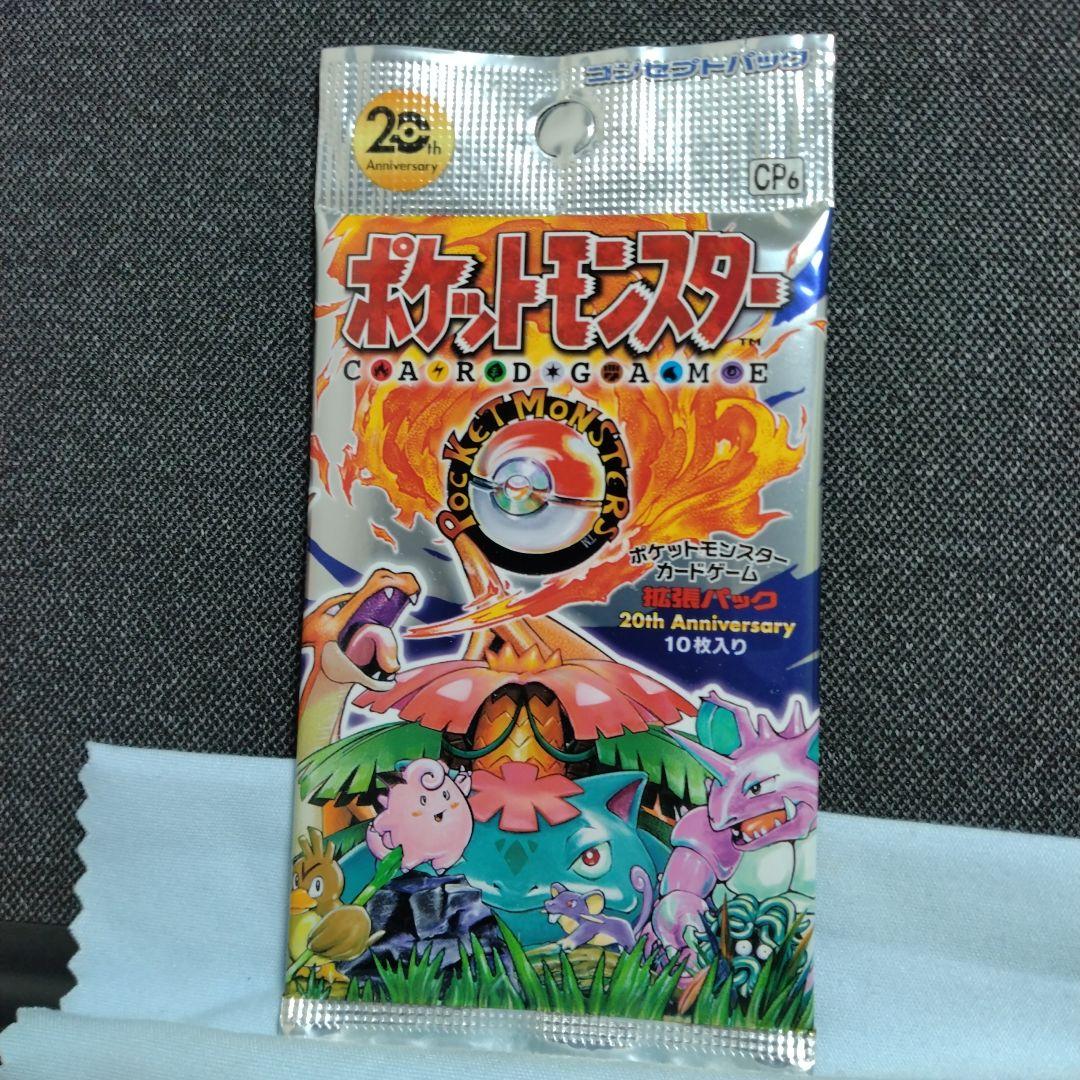 コンセプトパック
20th
Anniversary
CP6
ポケットモンスター
TM
CARD GAME
POCKET MONSTERS
TM
ポケットモンスター
カードゲーム
拡張パック
20th Anniversary
10枚入り